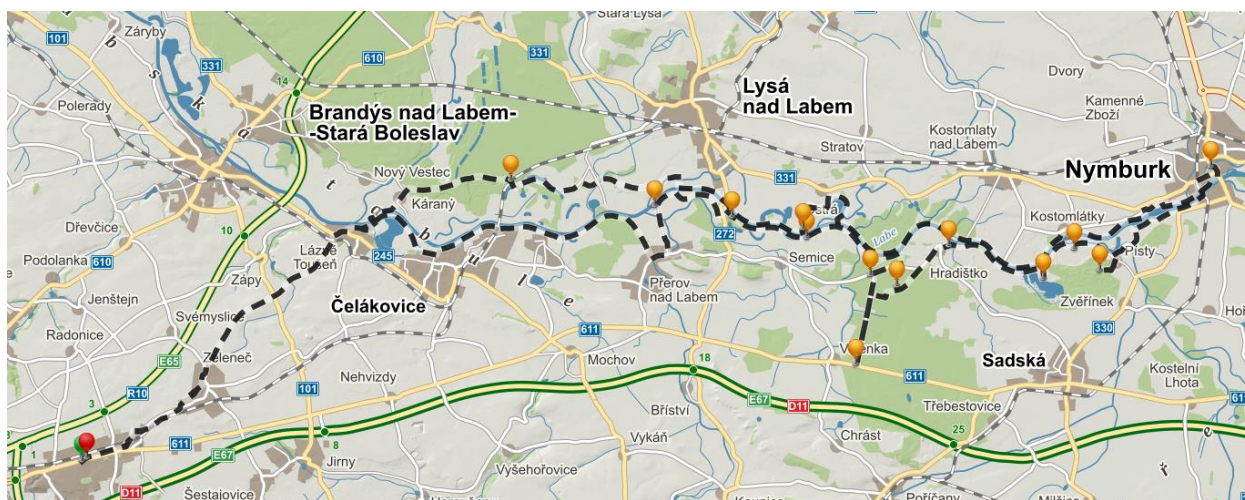 Záryby
Stará Lysá
101
331
610
331
Dvory
Polerady
14
Brandýs nad Labem-
-Stará Boleslav
Lysá
nad Labem
Kamenné
Zboží
Kostomlaty
nad Labem
Stratov
Nový Vestec
331
Nymburk
Káraný
Dřevčice
Kostomlátky
272
Labe
10
Lázně
Toušeň
245
Semice
Písty
610
Podolanka
Zápy
Hradištko
Přerov
nad Labem
Zvěřínek
Jenštejn
Čelákovice
Svémyslice
611
330
Radonice
Mochov
Zeleneč
E65
18
Sadská
R10
Nehvizdy
611
Kostelní
Lhota
101
E67
D11
611
3
Bříství
Třebestovice
611
8
Vykáň
Chrást
25
1
E67
Jirny
Vyšehořovice
D11
Šestajovice
Poříčany